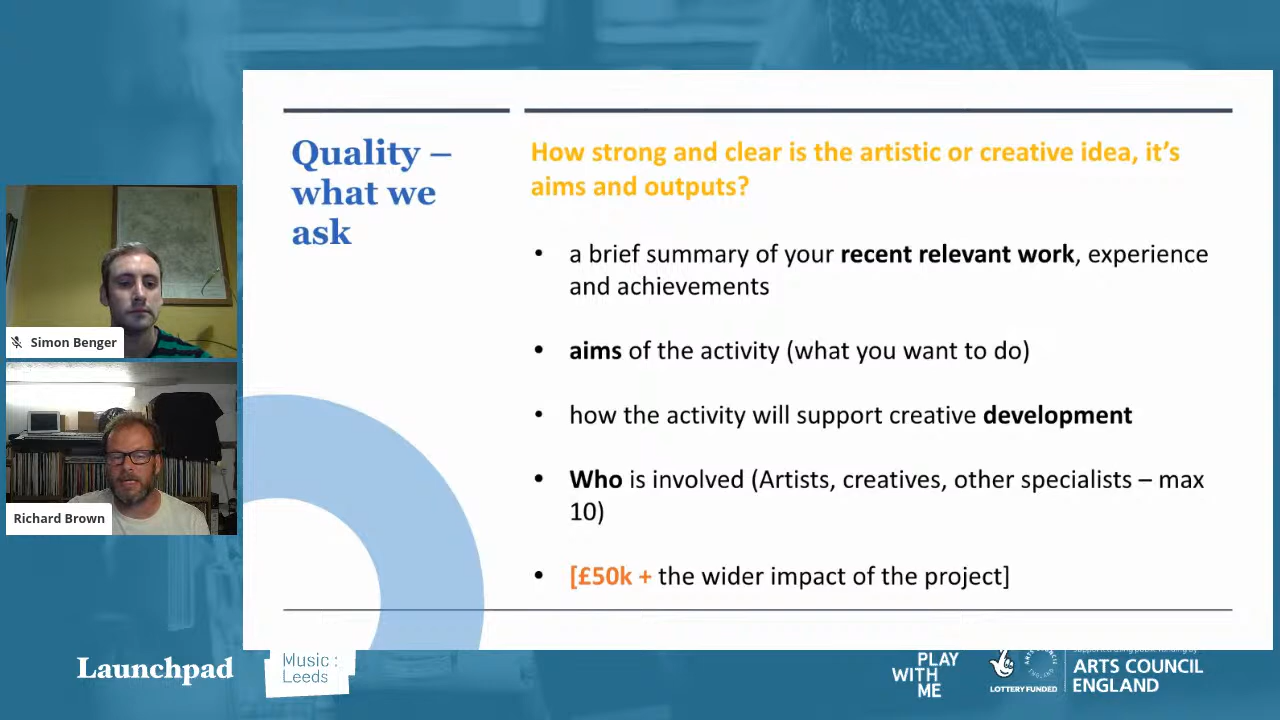 Quality –
what we
ask
How strong and clear is the artistic or creative idea, it’s
aims and outputs?
• a brief summary of your recent relevant work, experience
and achievements
• aims of the activity (what you want to do)
• how the activity will support creative development
• Who is involved (Artists, creatives, other specialists – max
10)
• [£50k + the wider impact of the project]
Simon Benger
Richard Brown
Launchpad
Music :
Leeds
PLAY
WITH
ME
LOTTERY FUNDED
ARTS COUNCIL
ENGLAND